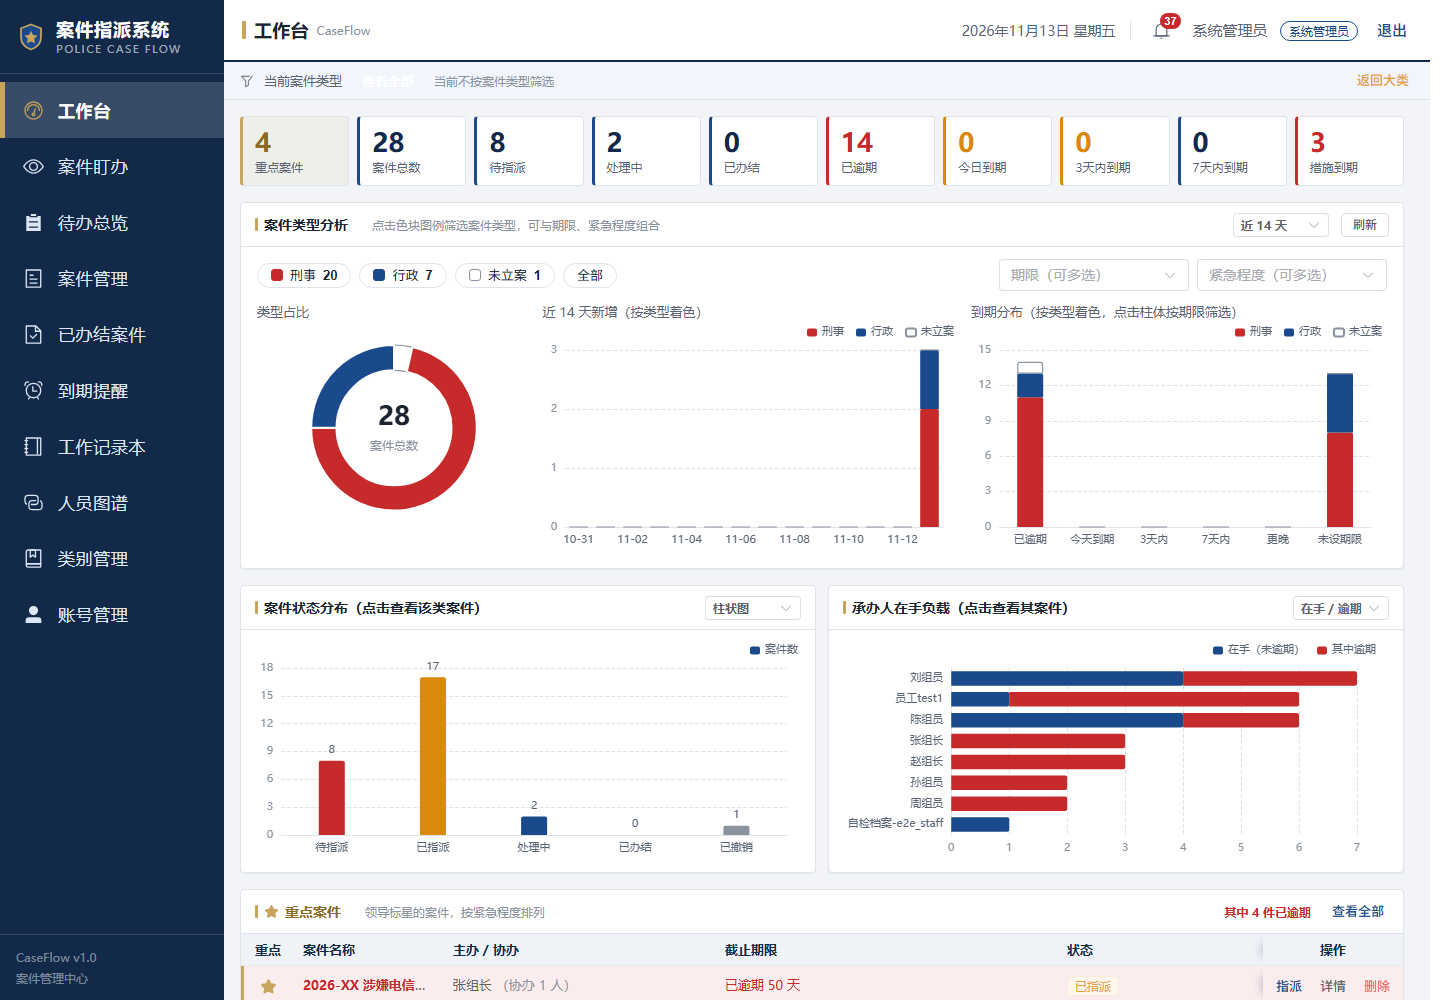 案件指派系统
POLICE CASE FLOW
工作台
案件盯办
待办总览
案件管理
已办结案件
到期提醒
工作记录本
人员图谱
类别管理
账号管理
CaseFlow v1.0
案件管理中心
工作台 CaseFlow
2026年11月13日 星期五
37
系统管理员 系统管理员 退出
当前案件类型 查看全部 当前不按案件类型筛选 返回大类
4 重点案件
28 案件总数
8 待指派
2 处理中
0 已办结
14 已逾期
0 今日到期
0 3天内到期
0 7天内到期
3 措施到期
案件类型分析 点击色块图例筛选案件类型，可与期限、紧急程度组合 近 14 天 刷新
刑事 20 行政 7 未立案 1 全部 期限（可多选） 紧急程度（可多选）
类型占比
28
案件总数
近 14 天新增（按类型着色）
刑事 行政 未立案
3
2
1
0
10-31 11-02 11-04 11-06 11-08 11-10 11-12
到期分布（按类型着色，点击柱体按期限筛选）
刑事 行政 未立案
15
12
9
6
3
0
已逾期 今天到期 3天内 7天内 更晚 未设期限
案件状态分布（点击查看该类案件） 柱状图
案件数
18
15
12
9
6
3
0
8 17 2 0 1
待指派 已指派 处理中 已办结 已撤销
承办人在手负载（点击查看其案件） 在手 / 逾期
在手（未逾期） 其中逾期
刘组员
员工test1
陈组员
张组长
赵组长
孙组员
周组员
自检档案-e2e_staff
0 1 2 3 4 5 6 7
重点案件 领导标星的案件，按紧急程度排列 其中 4 件已逾期 查看全部
重点 案件名称 主办 / 协办 截止期限 状态 操作
2026-XX 涉嫌电信... 张组长 （协办 1 人） 已逾期 50 天 已指派 指派 详情 删除